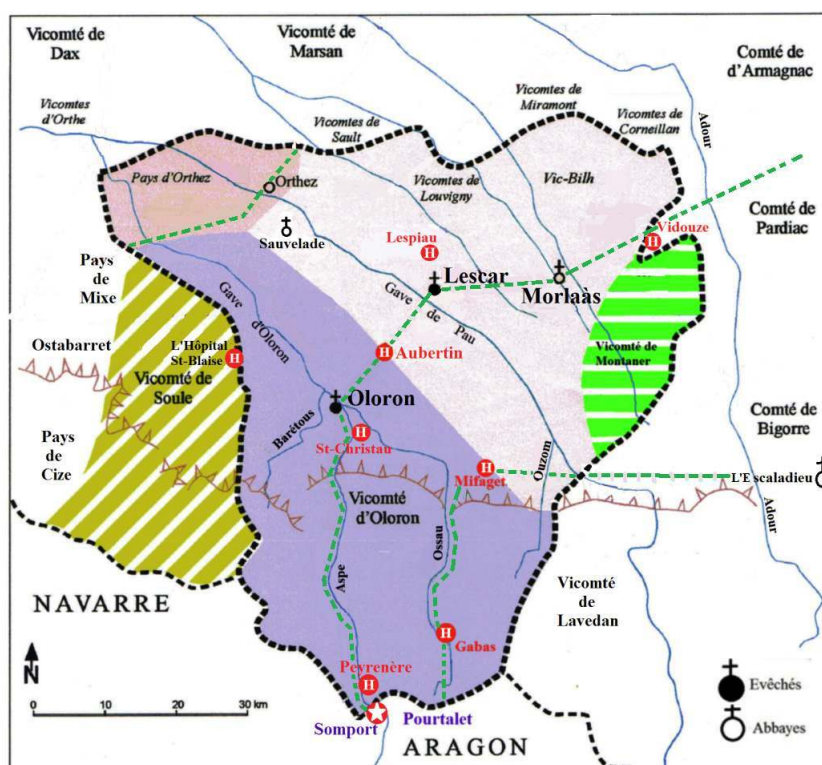 Vicomté
de Dax
Vicomté
de Marsan
Comté de
d'Armagnac
Vicomtes
d'Orthe
Vicomtes
de Sault
Vicomtes de
Miramont
Vicomtes de
Corneillan
Adour
Pays d'Orthez
Orthez
Vicomtes de
Louvigny
Vic-Bilh
Sauvelade
Lespiau
Vidouze
Comté de
Pardiac
Pays
de
Mixe
Lescar
Morlaàs
Gave
d'Oloron
Gave
de
Pau
Ostabarret
L'Hôpital
St-Blaise
H
H
H
H
H
H
H
H
Aubertin
Vicomté de
Montaner
Vicomté de
Soule
Oloron
Barétous
St-Christau
Comté de
Bigorre
Pays
de
Cize
Mifaget
Ouzom
L'Escaladieu
Adour
Vicomté
d'Oloron
Aspe
Ossau
Vicomté
de
Lavedan
NAVARRE
N
Gabas
Peyrenère
0
10
20
30 km
Somport
Pourtalet
ARAGON
Evêchés
Abbayes